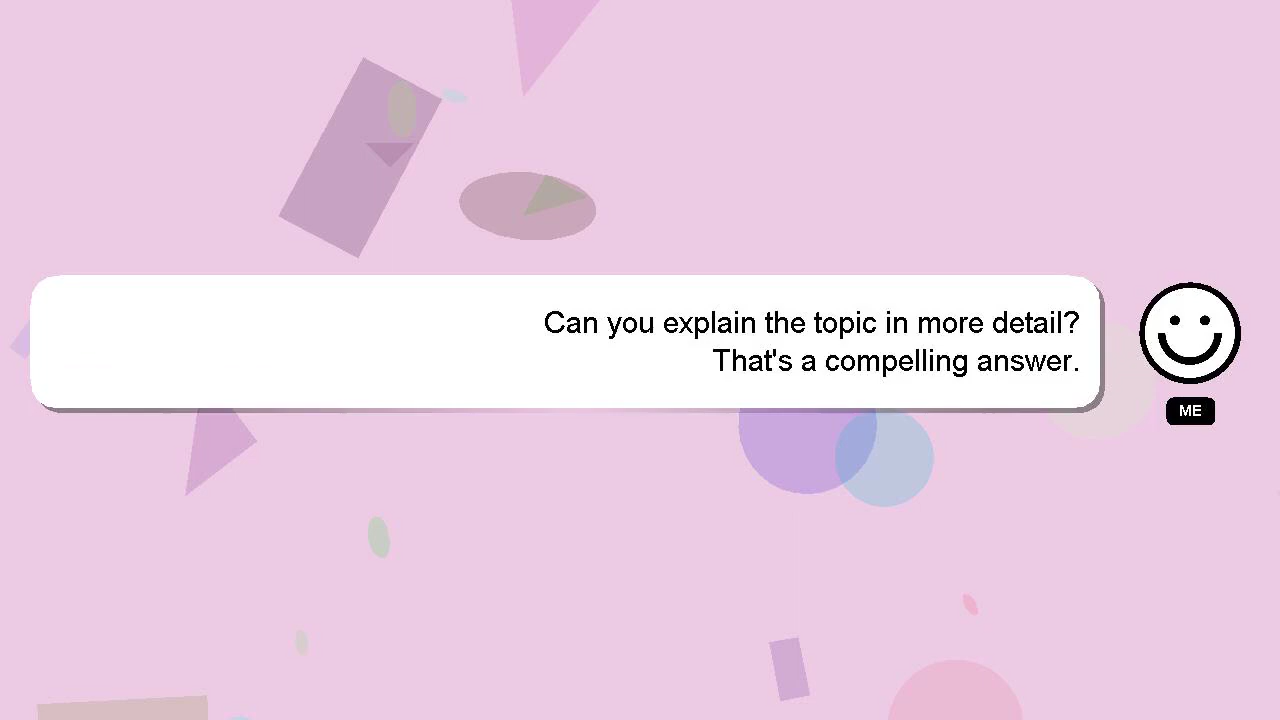 Can you explain the topic in more detail?
That's a compelling answer.
ME